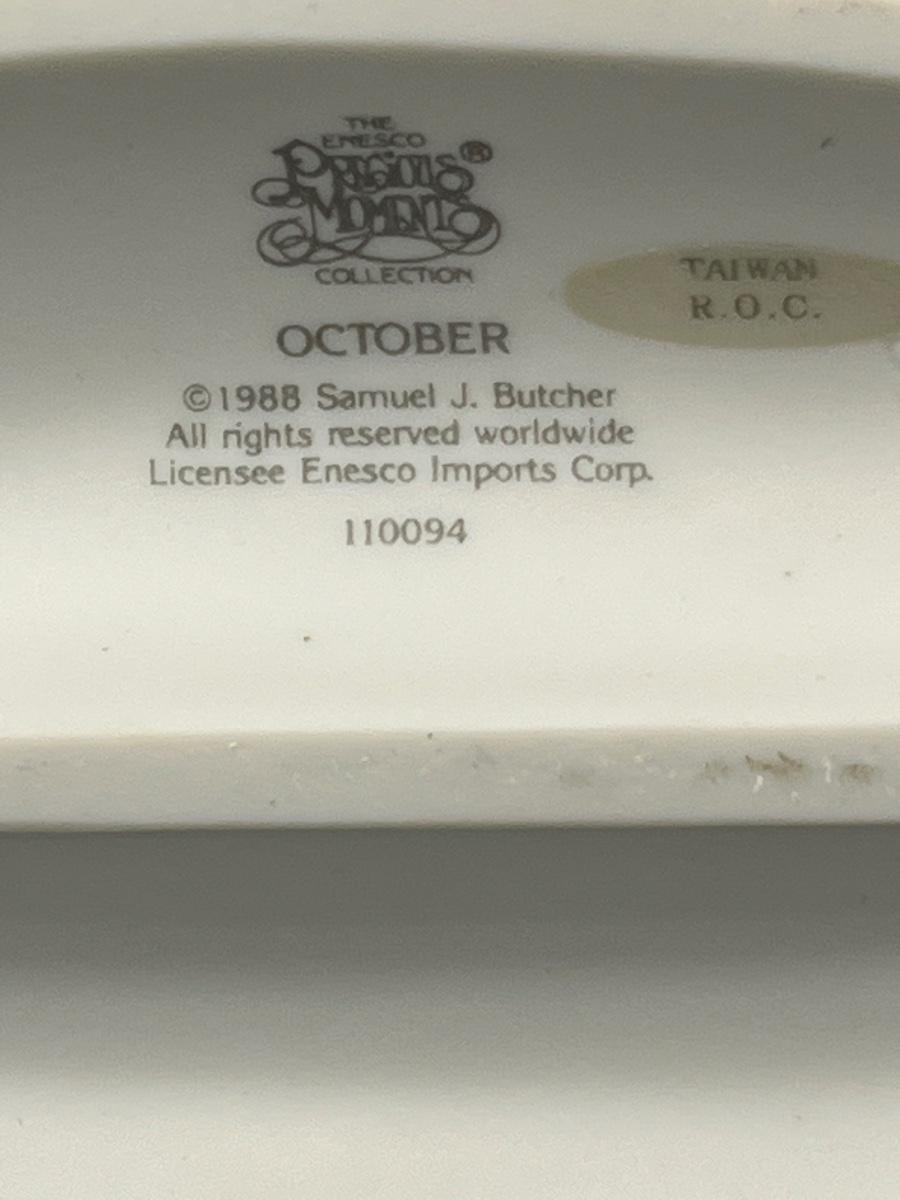 THE
ENESCO
PRECIOUS®
MOMENTS
COLLECTION
OCTOBER
©1988 Samuel J. Butcher
All rights reserved worldwide
Licensee Enesco Imports Corp.
110094
TAIWAN
R.O.C.